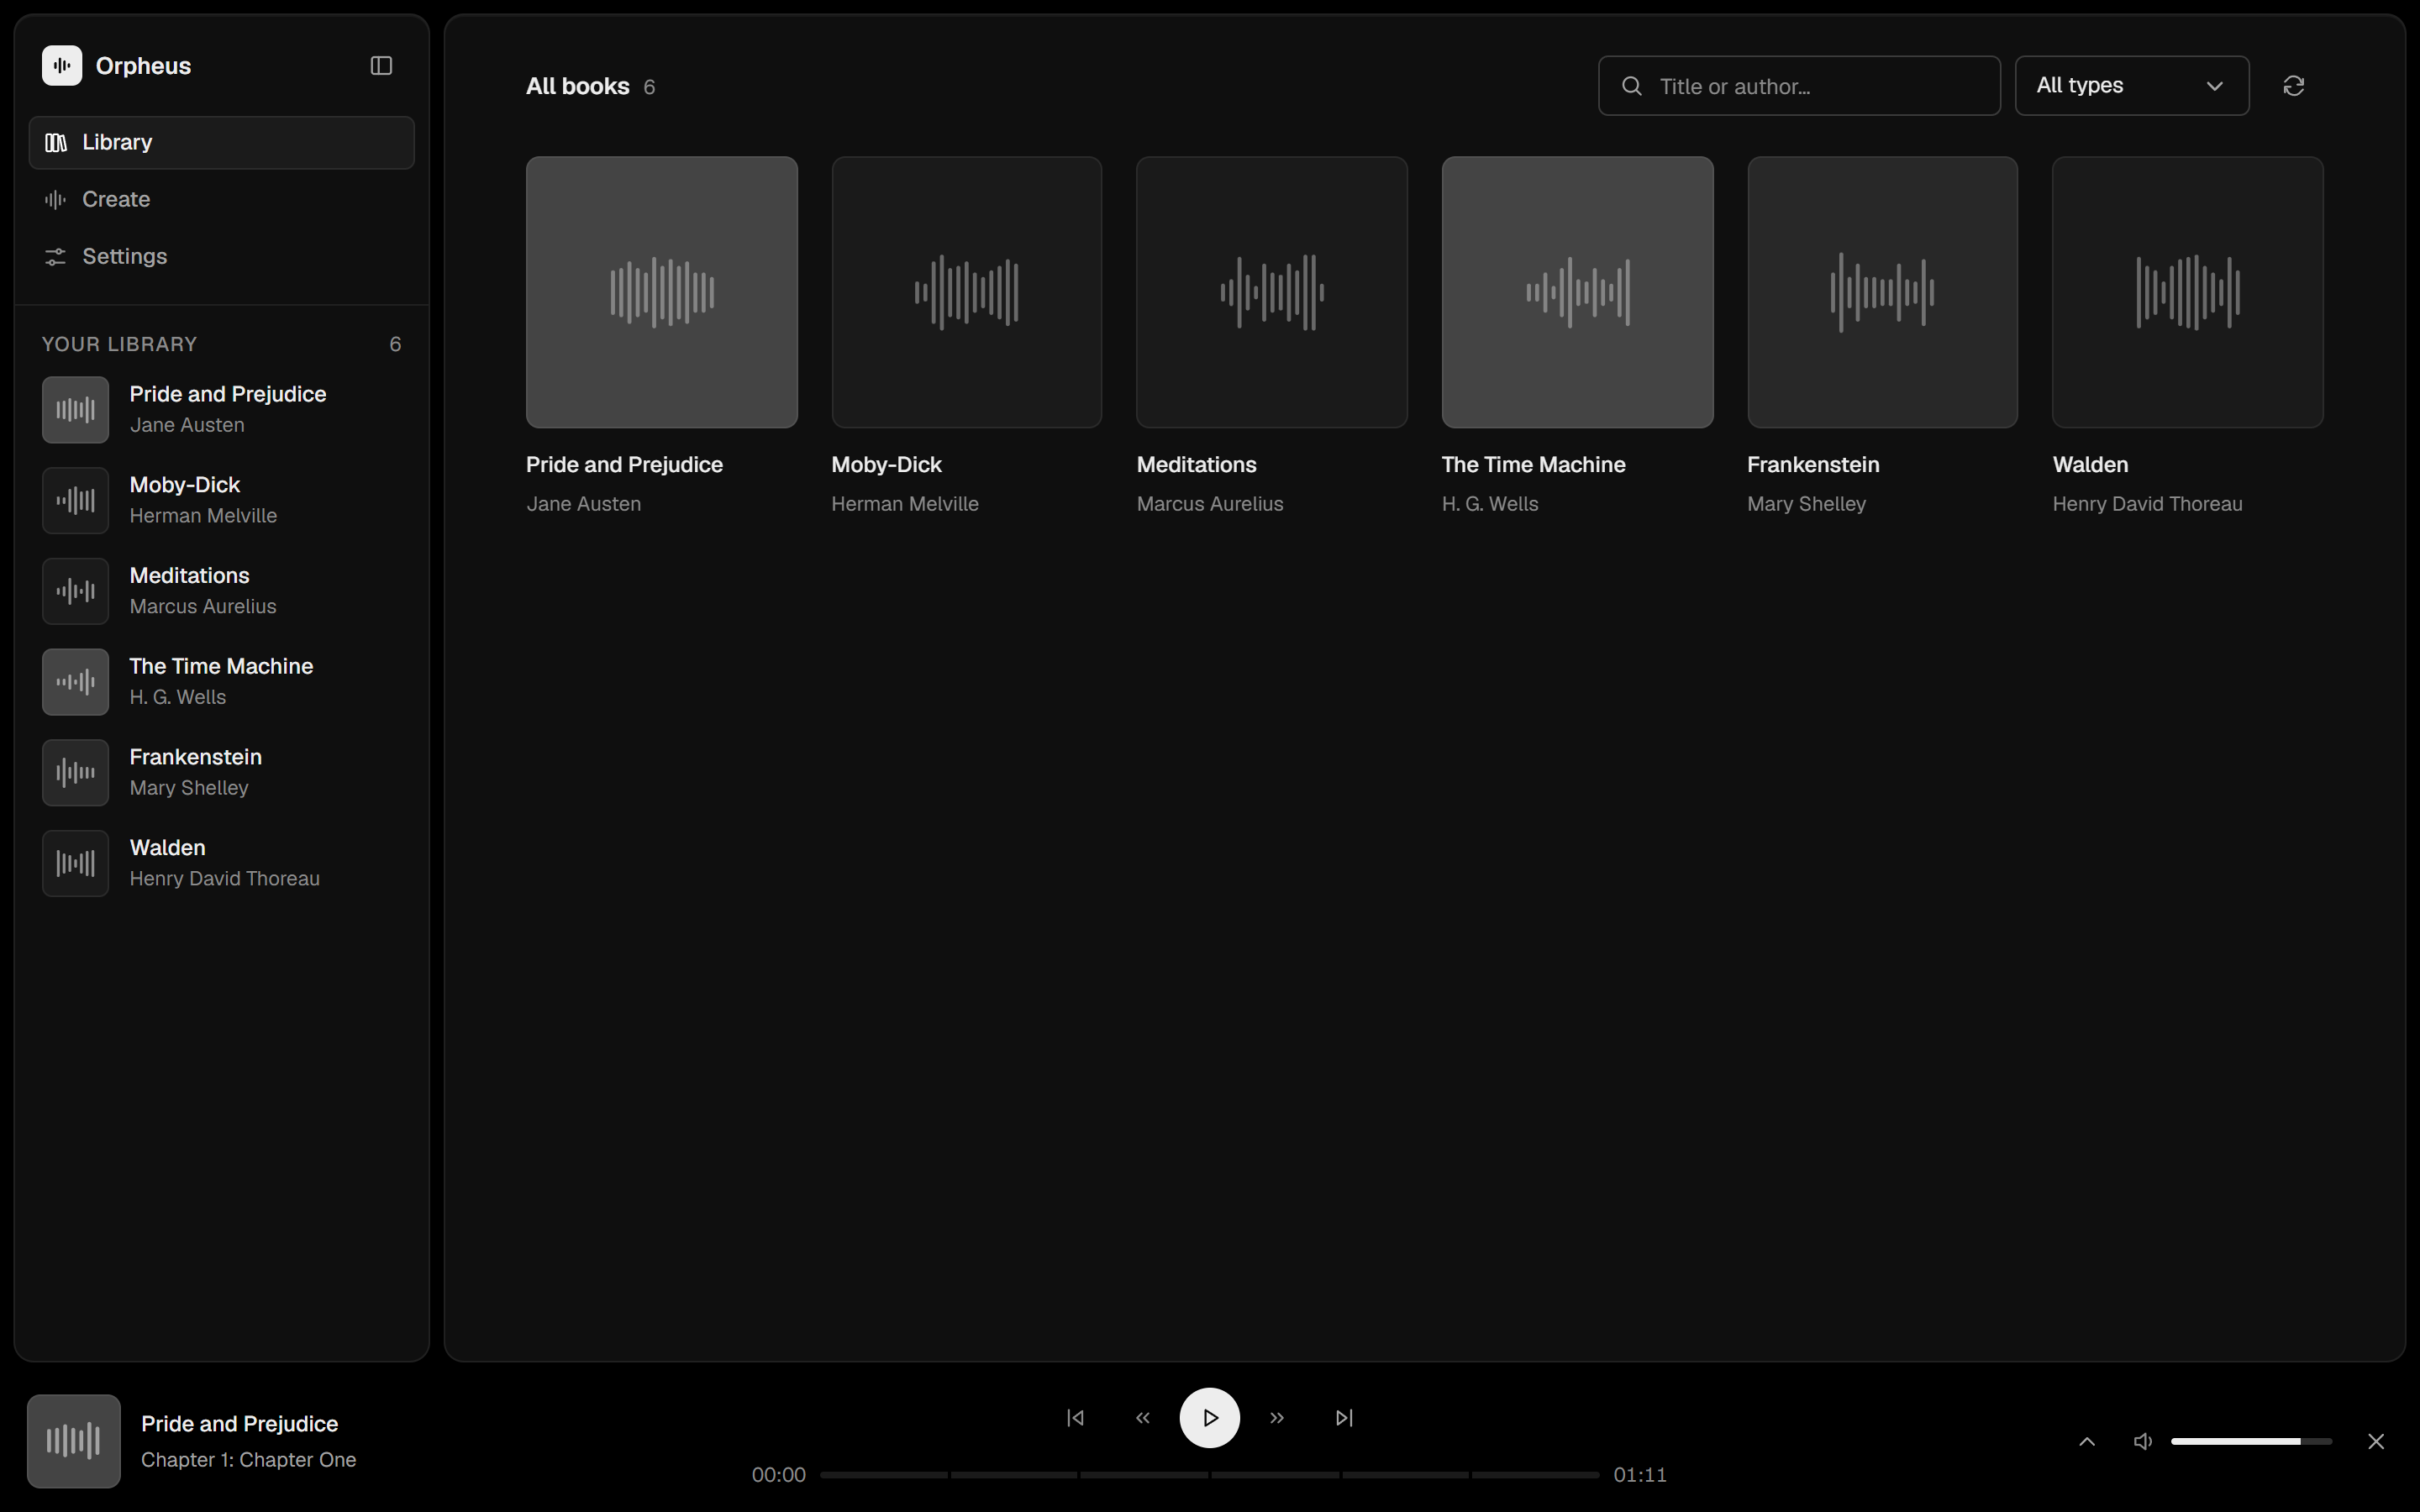 Orpheus
Library
Create
Settings
YOUR LIBRARY 6
Pride and Prejudice
Jane Austen
Moby-Dick
Herman Melville
Meditations
Marcus Aurelius
The Time Machine
H. G. Wells
Frankenstein
Mary Shelley
Walden
Henry David Thoreau
All books 6
Title or author...
All types
Pride and Prejudice
Jane Austen
Moby-Dick
Herman Melville
Meditations
Marcus Aurelius
The Time Machine
H. G. Wells
Frankenstein
Mary Shelley
Walden
Henry David Thoreau
Pride and Prejudice
Chapter 1: Chapter One
00:00
01:11